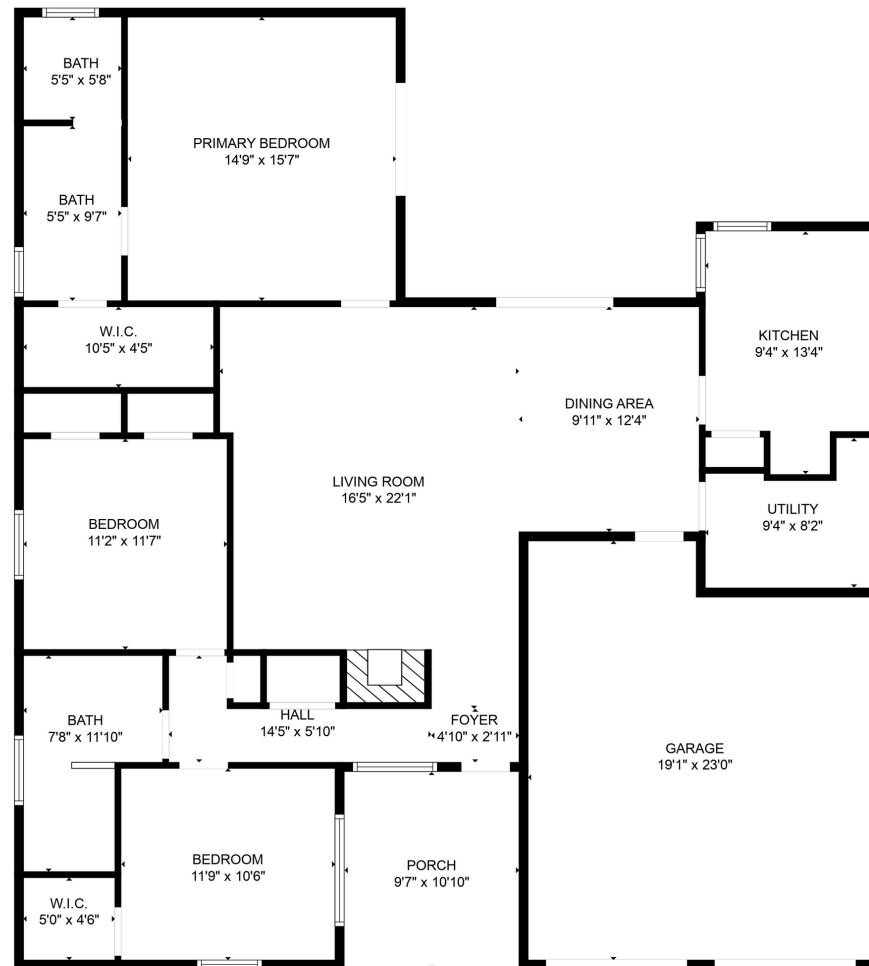 BATH
5'5" x 5'8"
PRIMARY BEDROOM
14'9" x 15'7"
BATH
5'5" x 9'7"
W.I.C.
10'5" x 4'5"
KITCHEN
9'4" x 13'4"
DINING AREA
9'11" x 12'4"
LIVING ROOM
16'5" x 22'1"
BEDROOM
11'2" x 11'7"
UTILITY
9'4" x 8'2"
BATH
7'8" x 11'10"
HALL
14'5" x 5'10"
FOYER
4'10" x 2'11"
GARAGE
19'1" x 23'0"
BEDROOM
11'9" x 10'6"
PORCH
9'7" x 10'10"
W.I.C.
5'0" x 4'6"